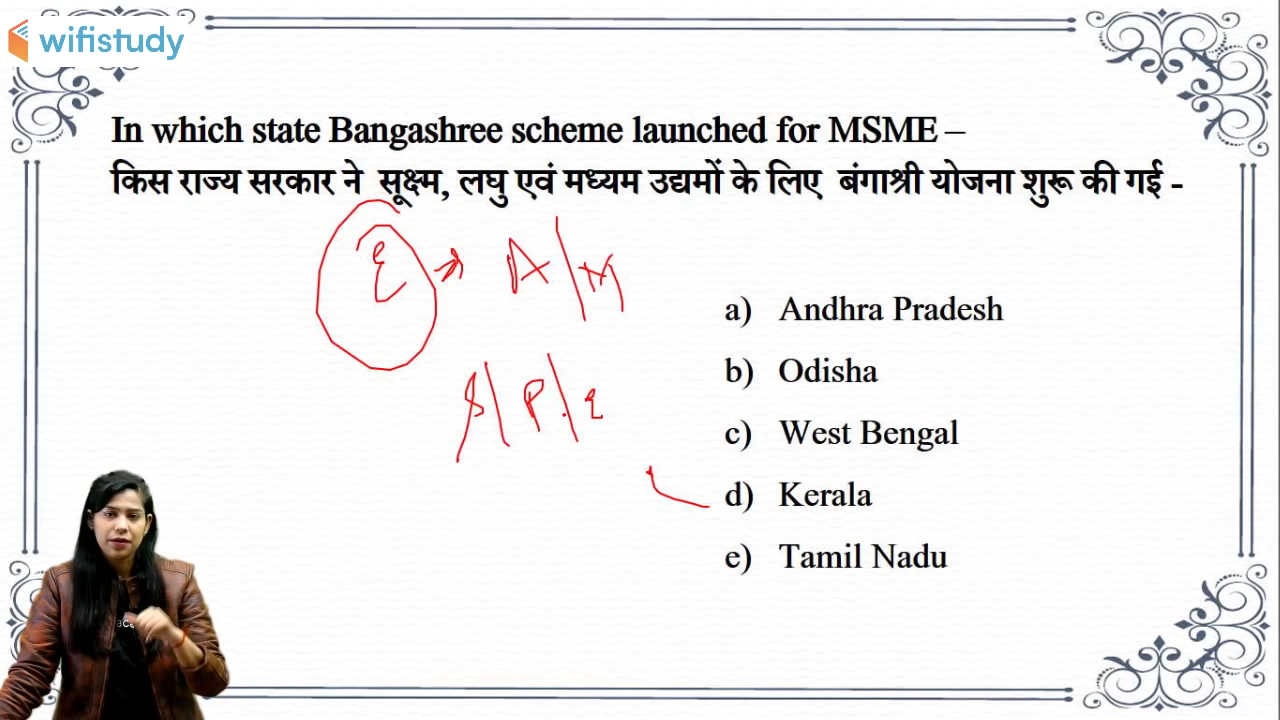 wifistudy
In which state Bangashree scheme launched for MSME –
किस राज्य सरकार ने सूक्ष्म, लघु एवं मध्यम उद्यमों के लिए बंगाश्री योजना शुरू की गई -
a) Andhra Pradesh
b) Odisha
c) West Bengal
d) Kerala
e) Tamil Nadu